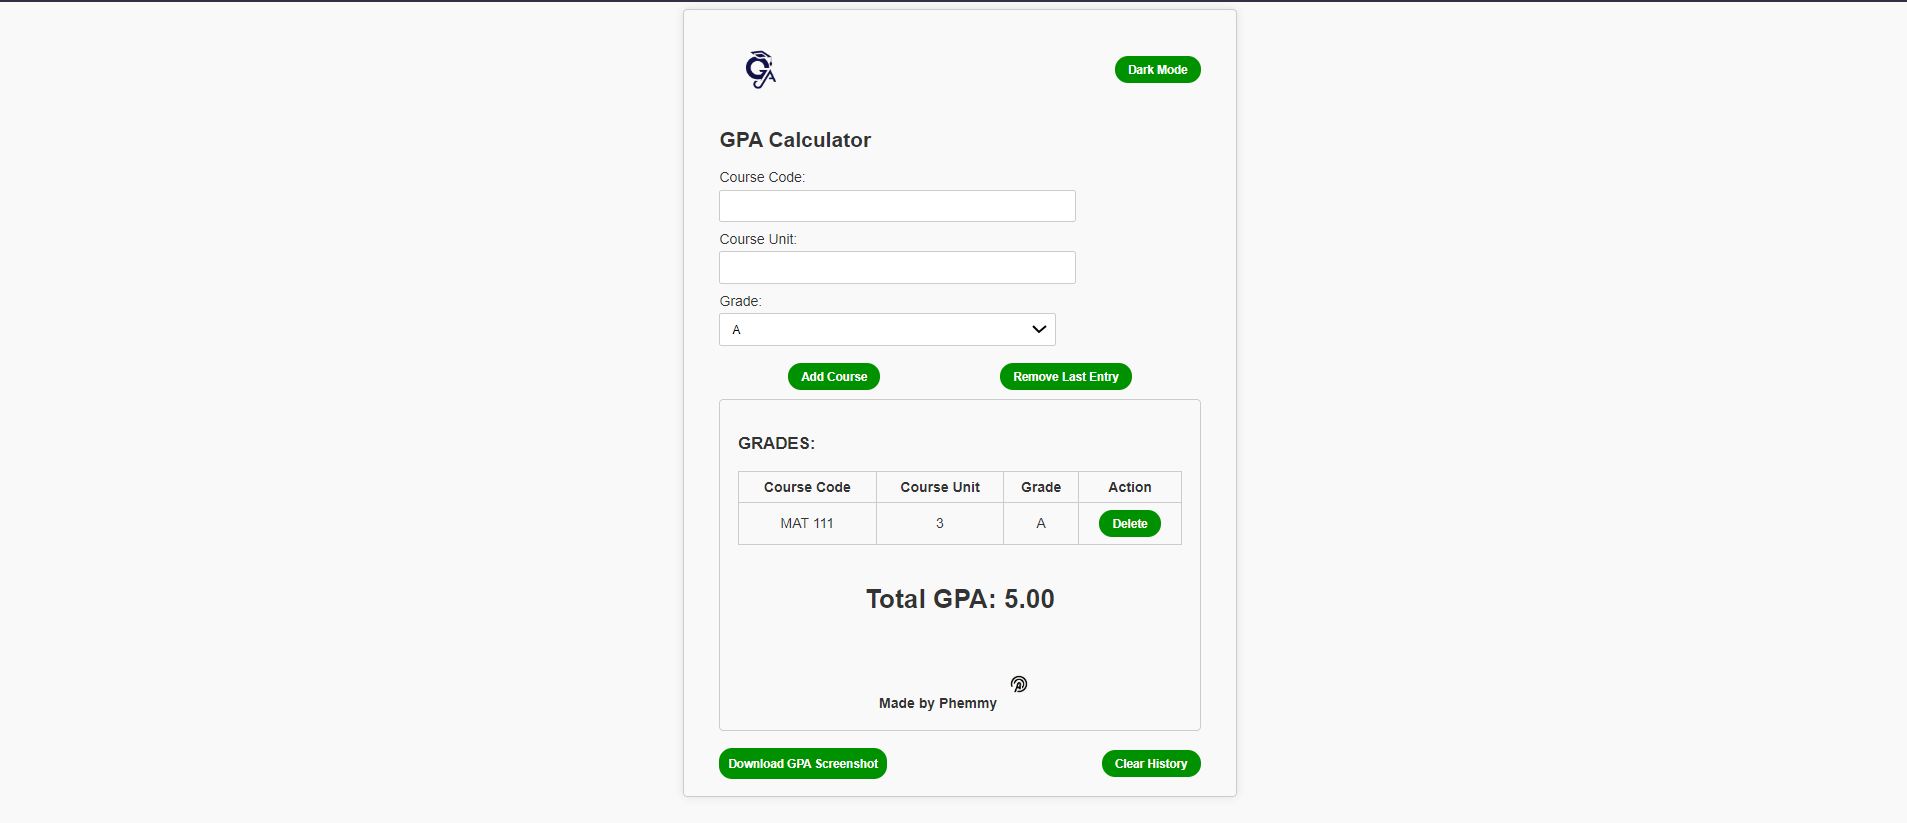 GA
Dark Mode
GPA Calculator
Course Code:
Course Unit:
Grade:
A
Add Course Remove Last Entry
GRADES:
Course Code Course Unit Grade Action
MAT 111 3 A Delete
Total GPA: 5.00
Made by Phemmy
Download GPA Screenshot Clear History